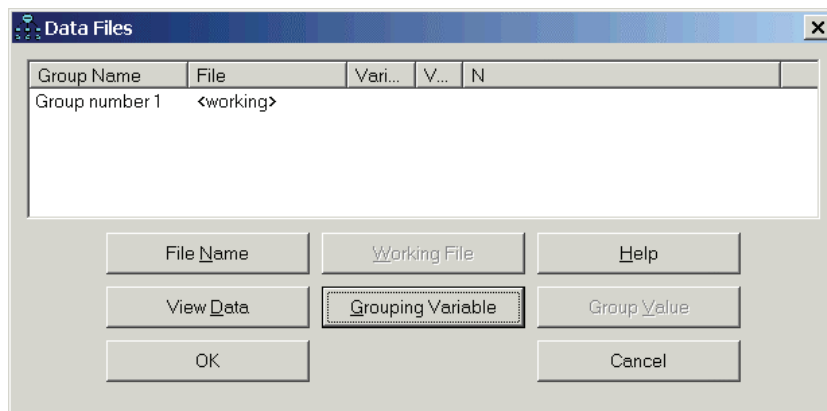 Data Files
Group Name File Vari... V... N
Group number 1 <working>
File Name Working File Help
View Data Grouping Variable Group Value
OK Cancel